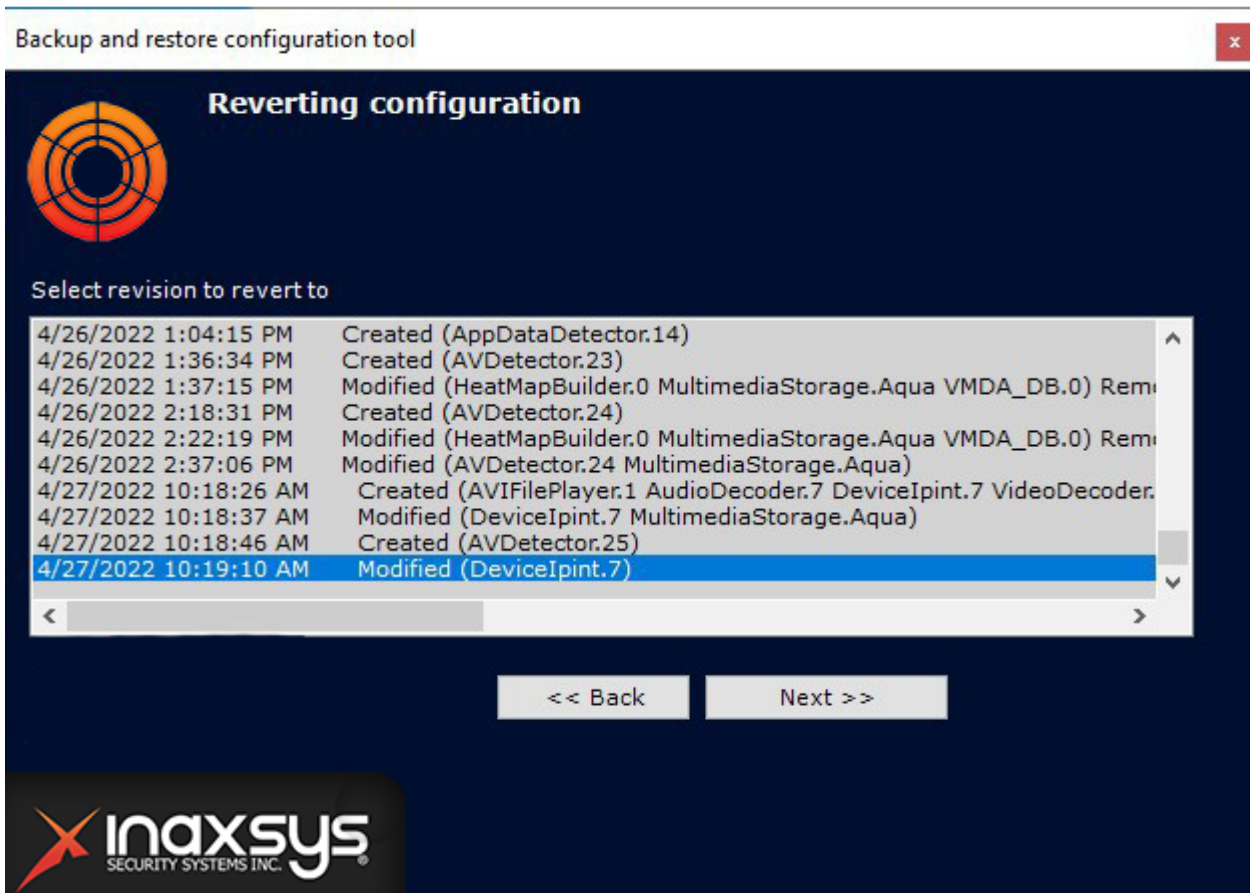 Backup and restore configuration tool
x
Reverting configuration
Select revision to revert to
4/26/2022 1:04:15 PM Created (AppDataDetector.14)
4/26/2022 1:36:34 PM Created (AVDetector.23)
4/26/2022 1:37:15 PM Modified (HeatMapBuilder.0 MultimediaStorage.Aqua VMDA_DB.0)
4/26/2022 2:18:31 PM Created (AVDetector.24)
4/26/2022 2:22:19 PM Modified (HeatMapBuilder.0 MultimediaStorage.Aqua VMDA_DB.0)
4/26/2022 2:37:06 PM Modified (AVDetector.24 MultimediaStorage.Aqua)
4/27/2022 10:18:26 AM Created (AVIFilePlayer.1 AudioDecoder.7 DeviceIpint.7 VideoDecoder.
4/27/2022 10:18:37 AM Modified (DeviceIpint.7 MultimediaStorage.Aqua)
4/27/2022 10:18:46 AM Created (AVDetector.25)
4/27/2022 10:19:10 AM Modified (DeviceIpint.7)
<< Back
Next >>
inaxsys
SECURITY SYSTEMS INC.